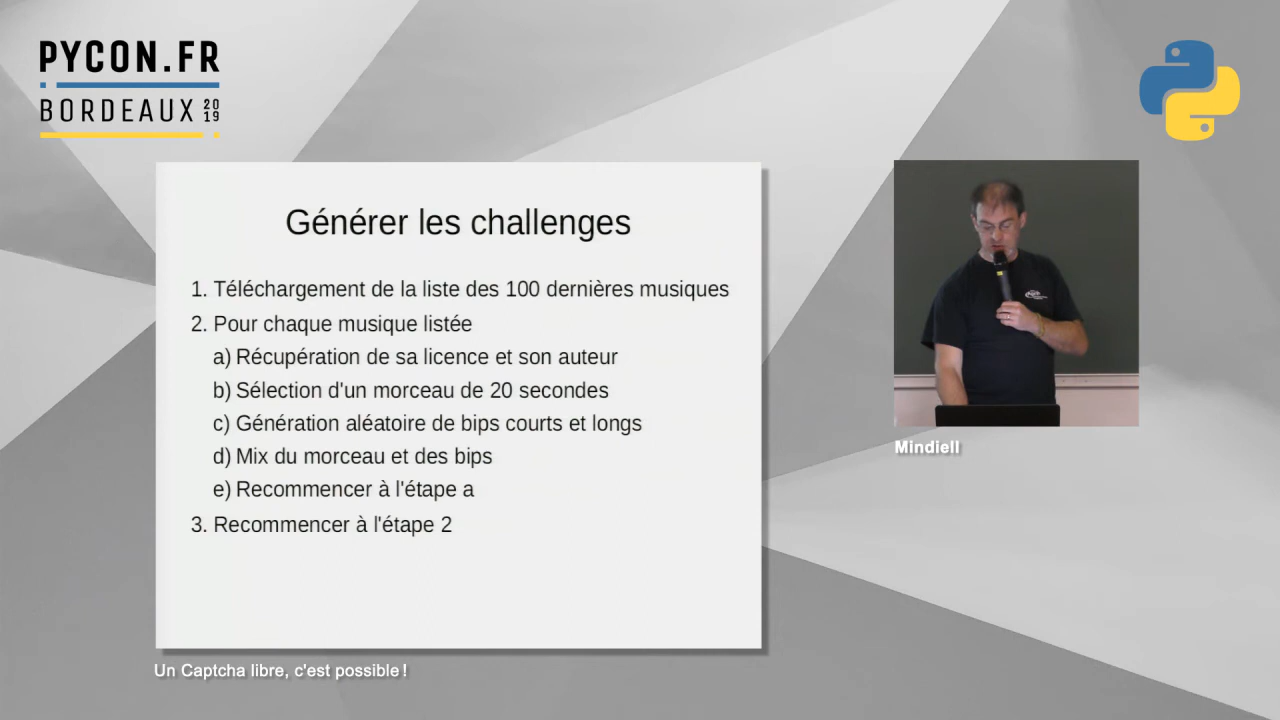 PYCON.FR
BORDEAUX 2019
Générer les challenges
1. Téléchargement de la liste des 100 dernières musiques
2. Pour chaque musique listée
a) Récupération de sa licence et son auteur
b) Sélection d'un morceau de 20 secondes
c) Génération aléatoire de bips courts et longs
d) Mix du morceau et des bips
e) Recommencer à l'étape a
3. Recommencer à l'étape 2
Mindiell
Un Captcha libre, c'est possible !